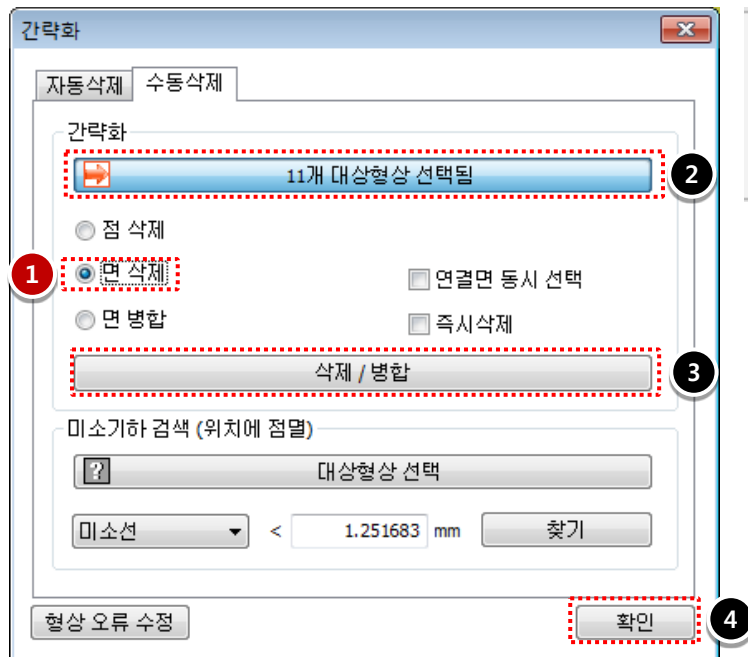 간략화
자동삭제 수동삭제
간략화
11개 대상형상 선택됨 2
점 삭제
1 면 삭제 연결면 동시 선택
면 병합 즉시삭제
삭제 / 병합 3
미소기하 검색 (위치에 점멸)
? 대상형상 선택
미소선 < 1.251683 mm 찾기
형상 오류 수정 확인 4